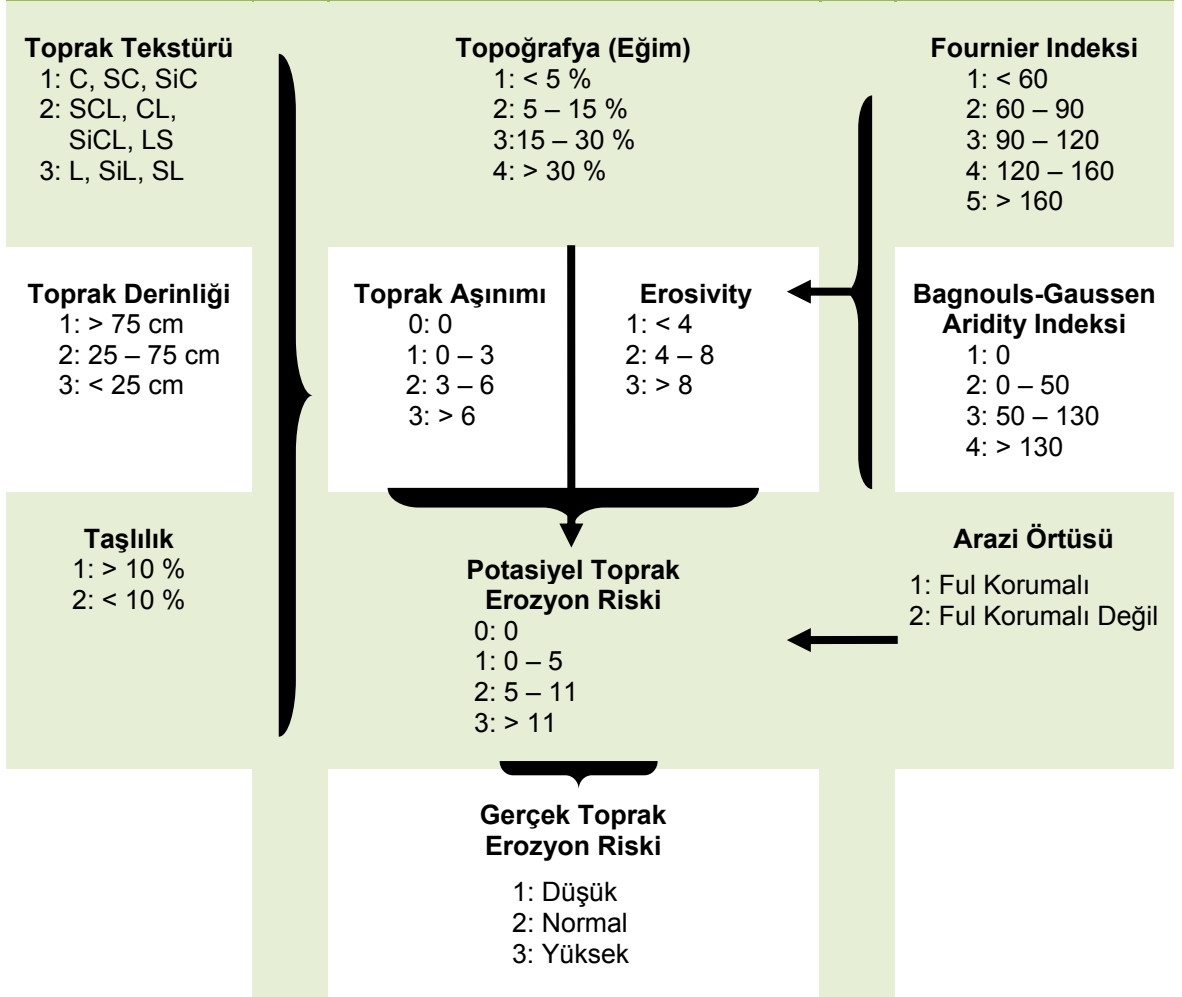 Toprak Tekstürü
1: C, SC, SiC
2: SCL, CL,
SiCL, LS
3: L, SiL, SL
Topoğrafya (Eğim)
1: < 5 %
2: 5 – 15 %
3:15 – 30 %
4: > 30 %
Fournier Indeksi
1: < 60
2: 60 – 90
3: 90 – 120
4: 120 – 160
5: > 160
Toprak Derinliği
1: > 75 cm
2: 25 – 75 cm
3: < 25 cm
Toprak Aşınımı
0: 0
1: 0 – 3
2: 3 – 6
3: > 6
Erosivity
1: < 4
2: 4 – 8
3: > 8
Bagnouls-Gaussen
Aridity Indeksi
1: 0
2: 0 – 50
3: 50 – 130
4: > 130
Taşlılık
1: > 10 %
2: < 10 %
Potasiyel Toprak
Erozyon Riski
0: 0
1: 0 – 5
2: 5 – 11
3: > 11
Arazi Örtüsü
1: Ful Korumalı
2: Ful Korumalı Değil
Gerçek Toprak
Erozyon Riski
1: Düşük
2: Normal
3: Yüksek